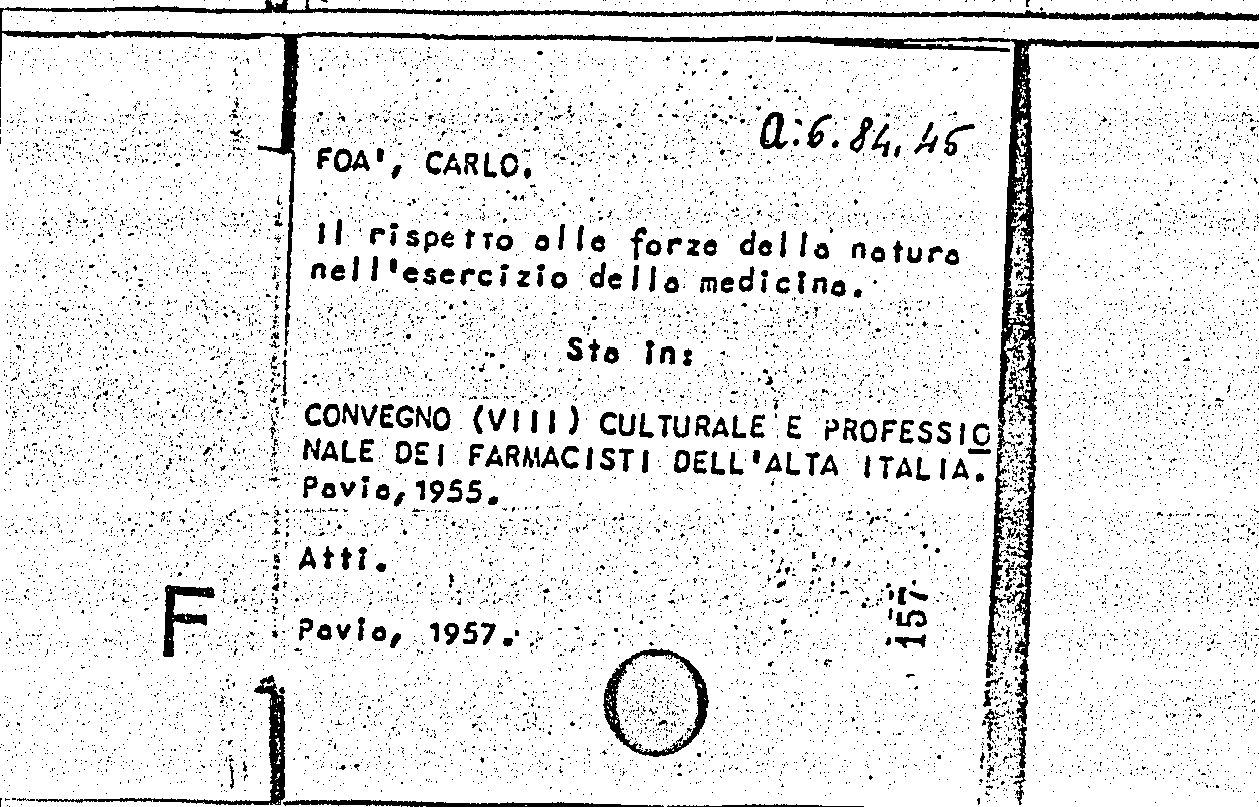 a.6.84.45
FOA', CARLO.
Il rispetto alle forze della natura
nell'esercizio della medicina.
Sta in:
CONVEGNO (VIII) CULTURALE E PROFESSIO
NALE DEI FARMACISTI DELL'ALTA ITALIA.
Pavia, 1955.
Atti.
Pavia, 1957.
F
157